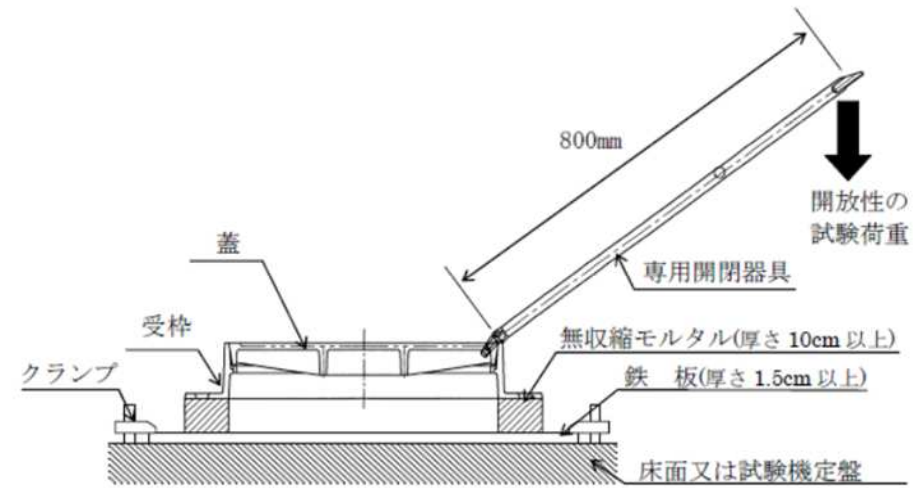 800mm
開放性の
試験荷重
蓋
専用開閉器具
受枠
無収縮モルタル(厚さ 10cm 以上)
クランプ
鉄　板(厚さ 1.5cm 以上)
床面又は試験機定盤